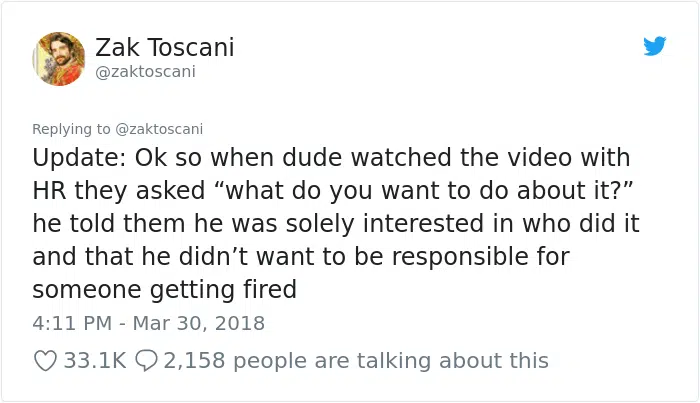 Zak Toscani
@zaktoscani
Replying to @zaktoscani
Update: Ok so when dude watched the video with
HR they asked “what do you want to do about it?”
he told them he was solely interested in who did it
and that he didn’t want to be responsible for
someone getting fired
4:11 PM - Mar 30, 2018
33.1K 2,158 people are talking about this